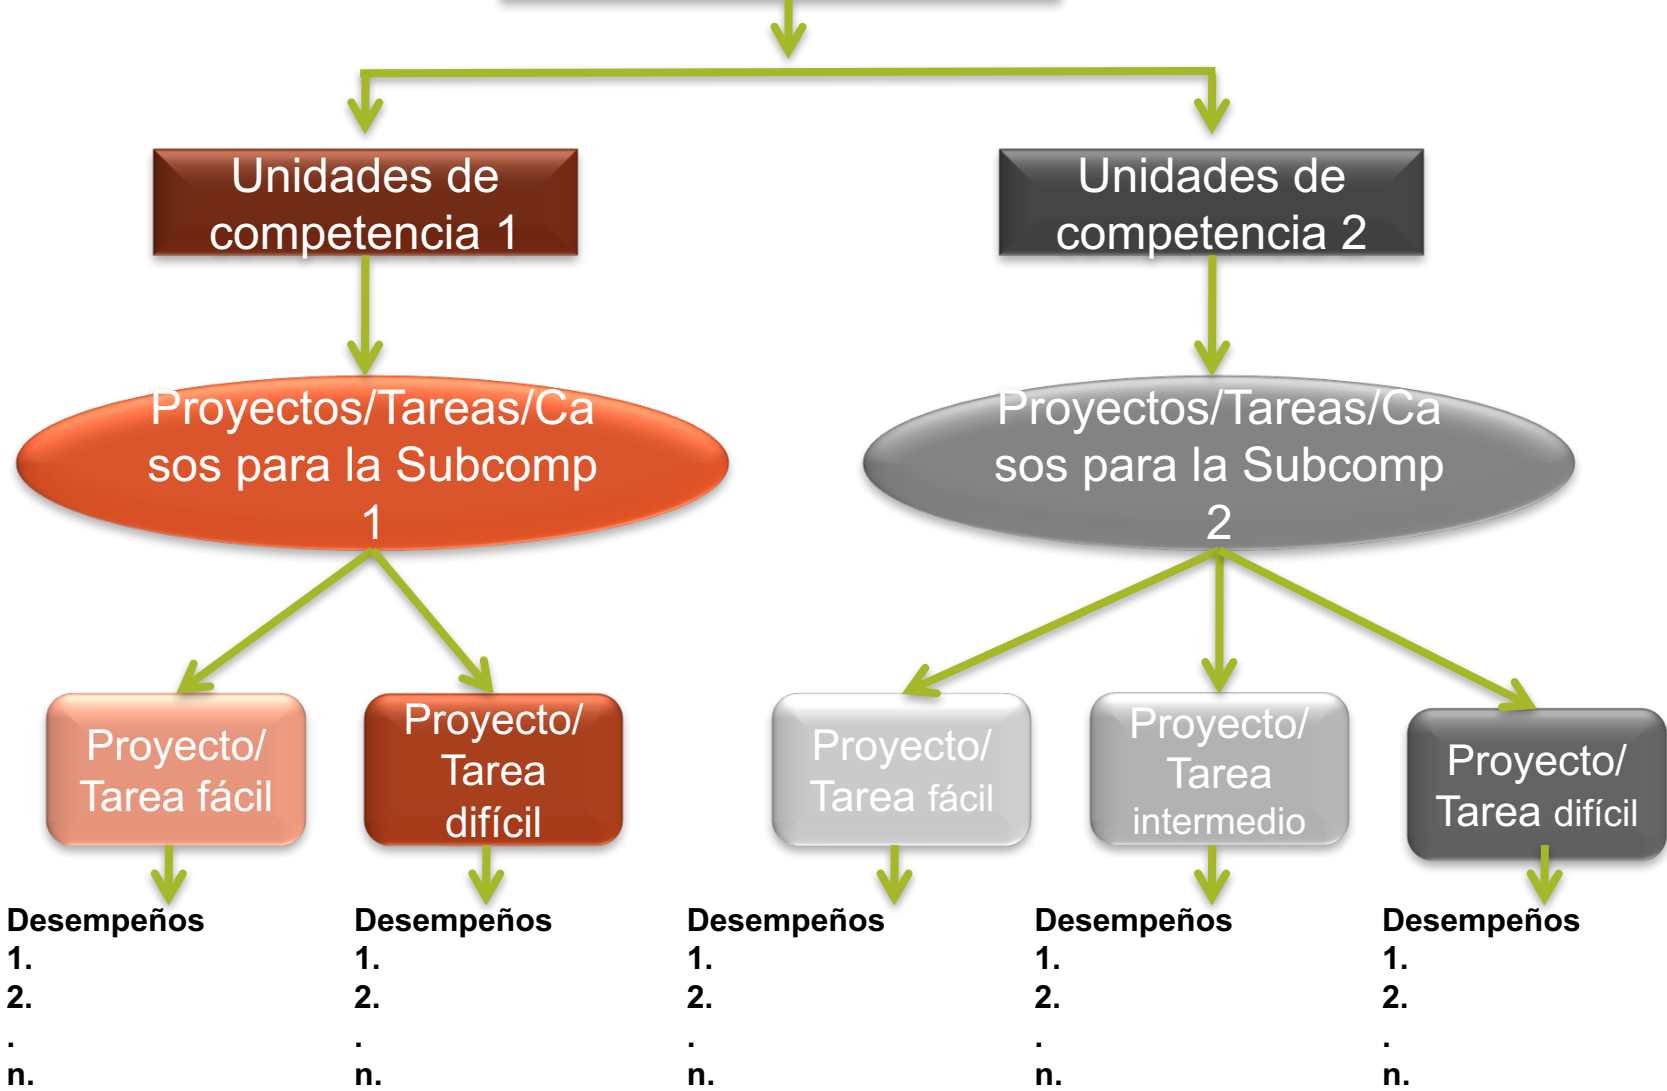 Unidades de
competencia 1
Unidades de
competencia 2
Proyectos/Tareas/Ca
sos para la Subcomp
1
Proyectos/Tareas/Ca
sos para la Subcomp
2
Proyecto/
Tarea fácil
Proyecto/
Tarea
difícil
Proyecto/
Tarea fácil
Proyecto/
Tarea
intermedio
Proyecto/
Tarea difícil
Desempeños
1.
2.
.
n.
Desempeños
1.
2.
.
n.
Desempeños
1.
2.
.
n.
Desempeños
1.
2.
.
n.
Desempeños
1.
2.
.
n.